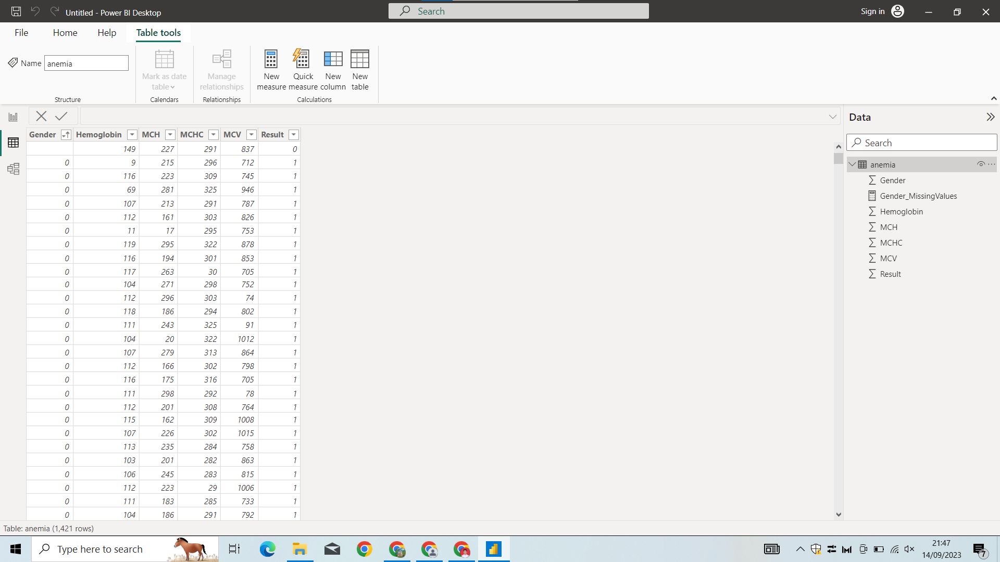 Untitled - Power BI Desktop
Search
Sign in
File Home Help Table tools
Name anemia
Mark as date table
Manage relationships
New measure
Quick measure
New column
New table
Structure Calendars Relationships Calculations
Gender Hemoglobin MCH MCHC MCV Result
149 227 291 837 0
0 9 215 296 712 1
0 116 223 309 745 1
0 69 281 325 946 1
0 107 213 291 787 1
0 112 161 303 826 1
0 11 17 295 753 1
0 119 295 322 878 1
0 116 194 301 853 1
0 117 263 30 705 1
0 104 271 298 752 1
0 112 296 303 74 1
0 118 186 294 802 1
0 111 243 325 91 1
0 104 20 322 1012 1
0 107 279 313 864 1
0 112 166 302 798 1
0 116 175 316 705 1
0 111 298 292 78 1
0 112 201 308 764 1
0 115 162 309 1008 1
0 107 226 302 1015 1
0 113 235 284 758 1
0 103 201 282 863 1
0 106 245 283 815 1
0 112 223 29 1006 1
0 111 183 285 733 1
0 104 186 291 792 1
Data
Search
anemia
Gender
Gender_MissingValues
Hemoglobin
MCH
MCHC
MCV
Result
Table: anemia (1,421 rows)
Type here to search
21:47
14/09/2023
7